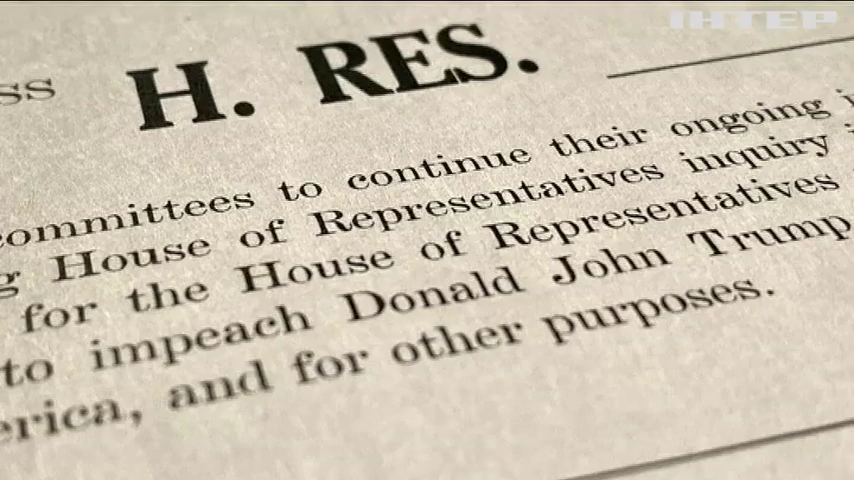 ІНТЕР
SS H. RES.
committees to continue their ongoing
House of Representatives inquiry
for the House of Representatives
to impeach Donald John Trump
erica, and for other purposes.